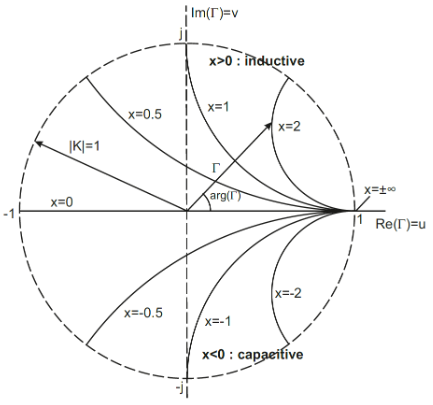 Im(Γ)=v
j
x>0 : inductive
x=0.5
x=1
x=2
|K|=1
Γ
arg(Γ)
x=±∞
x=0
-1
1
Re(Γ)=u
x=-0.5
x=-1
x=-2
x<0 : capacitive
-j